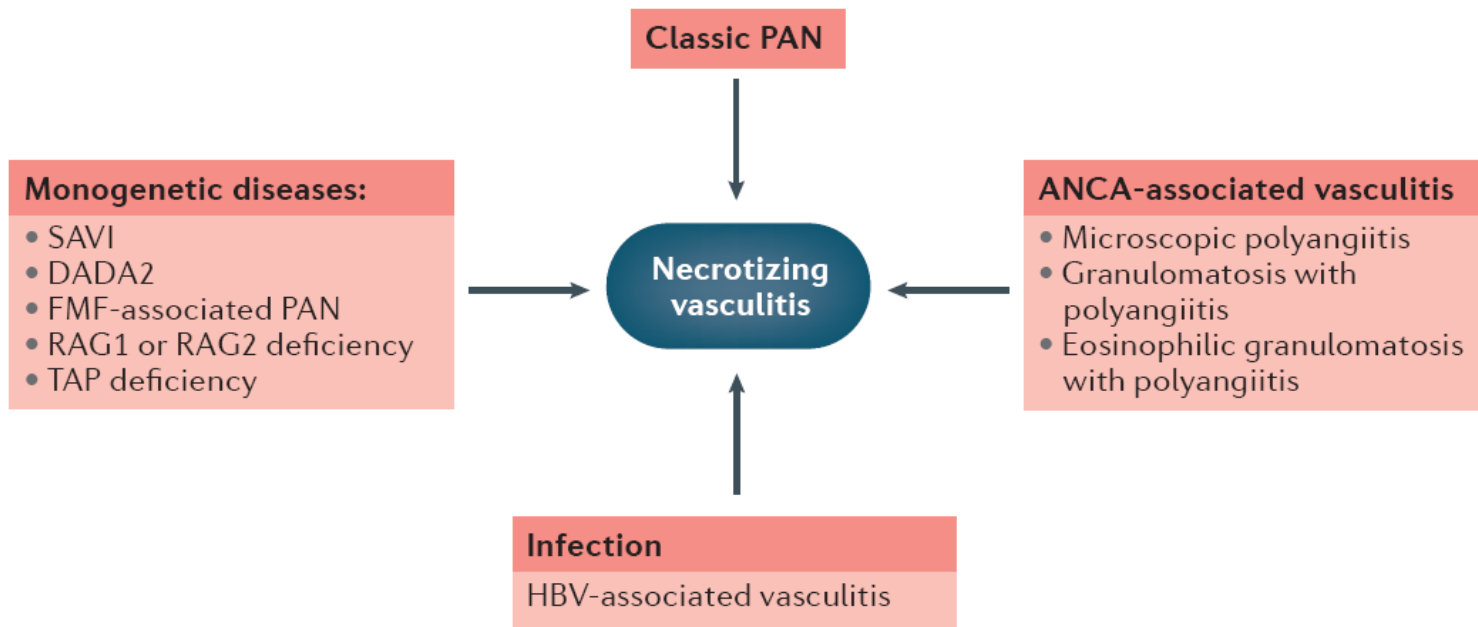 Classic PAN
Monogenetic diseases:
• SAVI
• DADA2
• FMF-associated PAN
• RAG1 or RAG2 deficiency
• TAP deficiency
Necrotizing
vasculitis
ANCA-associated vasculitis
• Microscopic polyangiitis
• Granulomatosis with
polyangiitis
• Eosinophilic granulomatosis
with polyangiitis
Infection
HBV-associated vasculitis